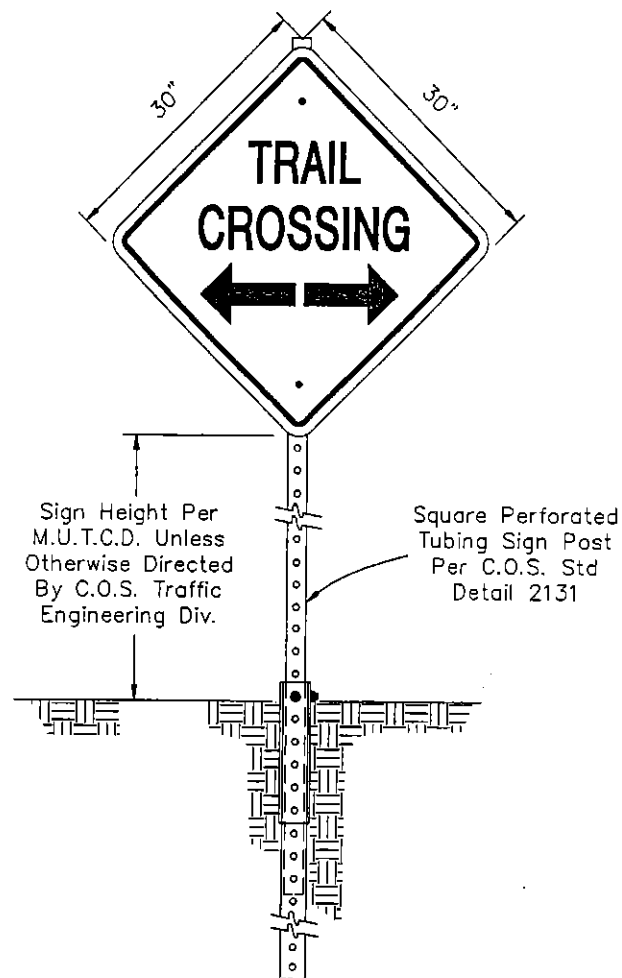 30"
30"
TRAIL
CROSSING
Sign Height Per
M.U.T.C.D. Unless
Otherwise Directed
By C.O.S. Traffic
Engineering Div.
Square Perforated
Tubing Sign Post
Per C.O.S. Std
Detail 2131